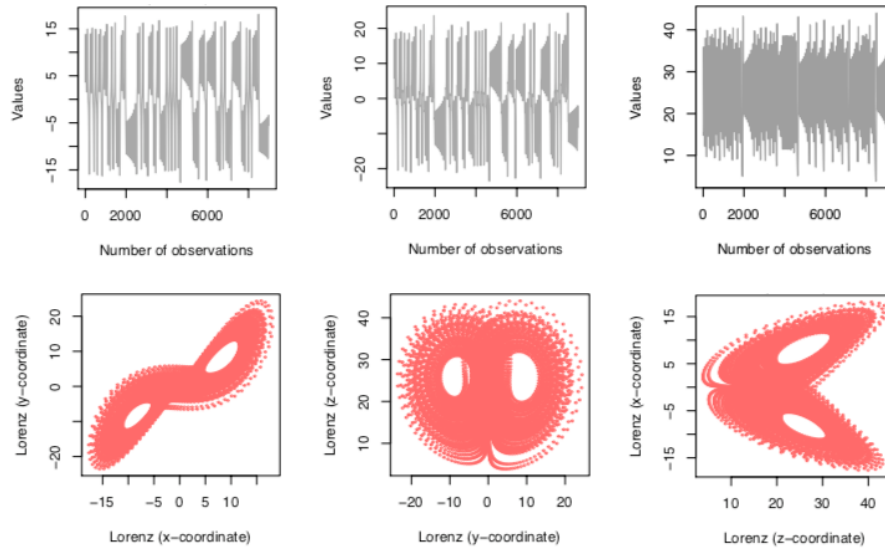 Values
15
5
−5
−15
0 2000 6000
Number of observations
Values
20
10
0
−20
0 2000 6000
Number of observations
Values
40
30
20
10
0 2000 6000
Number of observations
Lorenz (y−coordinate)
20
10
0
−20
−15 −5 0 5 10
Lorenz (x−coordinate)
Lorenz (z−coordinate)
40
30
20
10
−20 −10 0 10 20
Lorenz (y−coordinate)
Lorenz (x−coordinate)
15
5
−5
−15
10 20 30 40
Lorenz (z−coordinate)